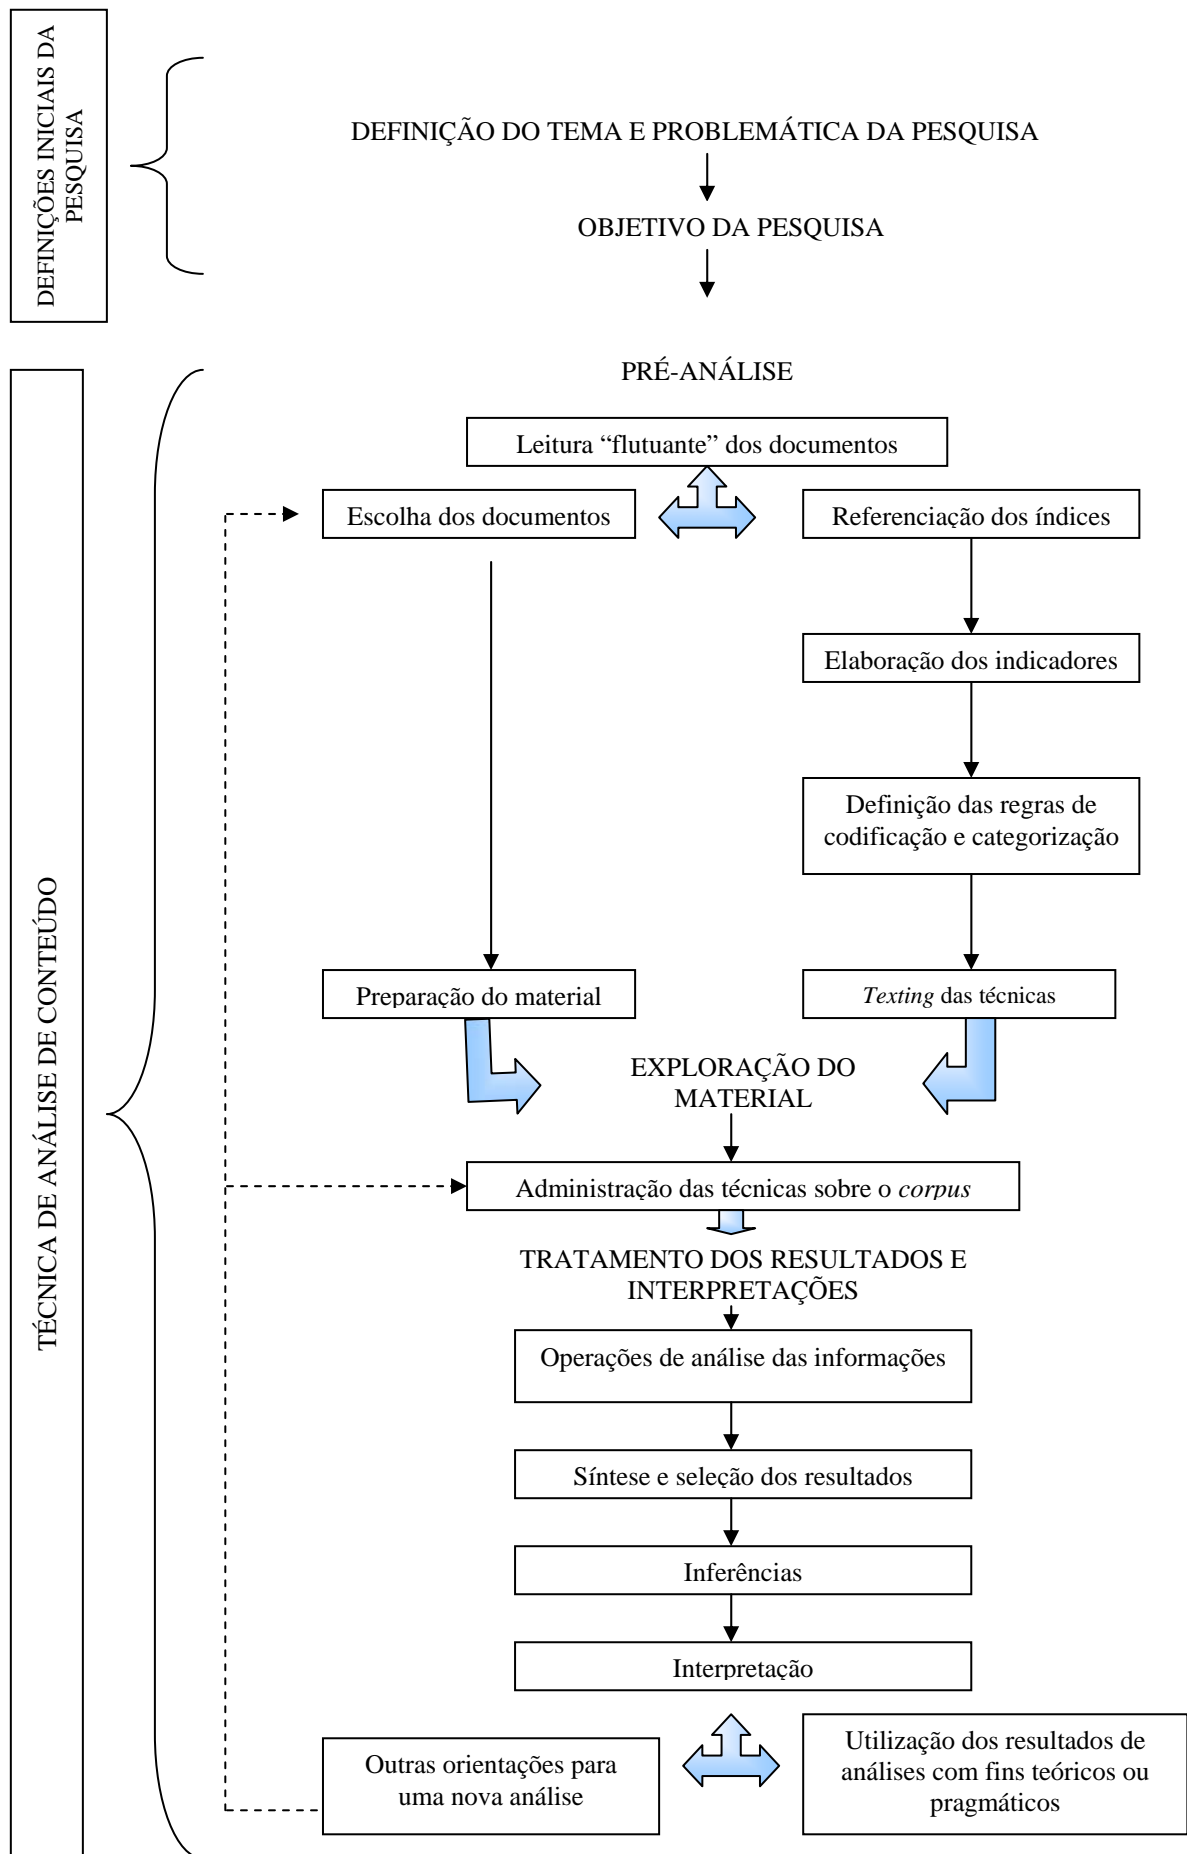 DEFINIÇÕES INICIAIS DA
PESQUISA
DEFINIÇÃO DO TEMA E PROBLEMÁTICA DA PESQUISA
OBJETIVO DA PESQUISA
TÉCNICA DE ANÁLISE DE CONTEÚDO
PRÉ-ANÁLISE
Leitura “flutuante” dos documentos
Escolha dos documentos
Referenciação dos índices
Elaboração dos indicadores
Definição das regras de
codificação e categorização
Preparação do material
Texting das técnicas
EXPLORAÇÃO DO
MATERIAL
Administração das técnicas sobre o corpus
TRATAMENTO DOS RESULTADOS E
INTERPRETAÇÕES
Operações de análise das informações
Síntese e seleção dos resultados
Inferências
Interpretação
Outras orientações para
uma nova análise
Utilização dos resultados de
análises com fins teóricos ou
pragmáticos